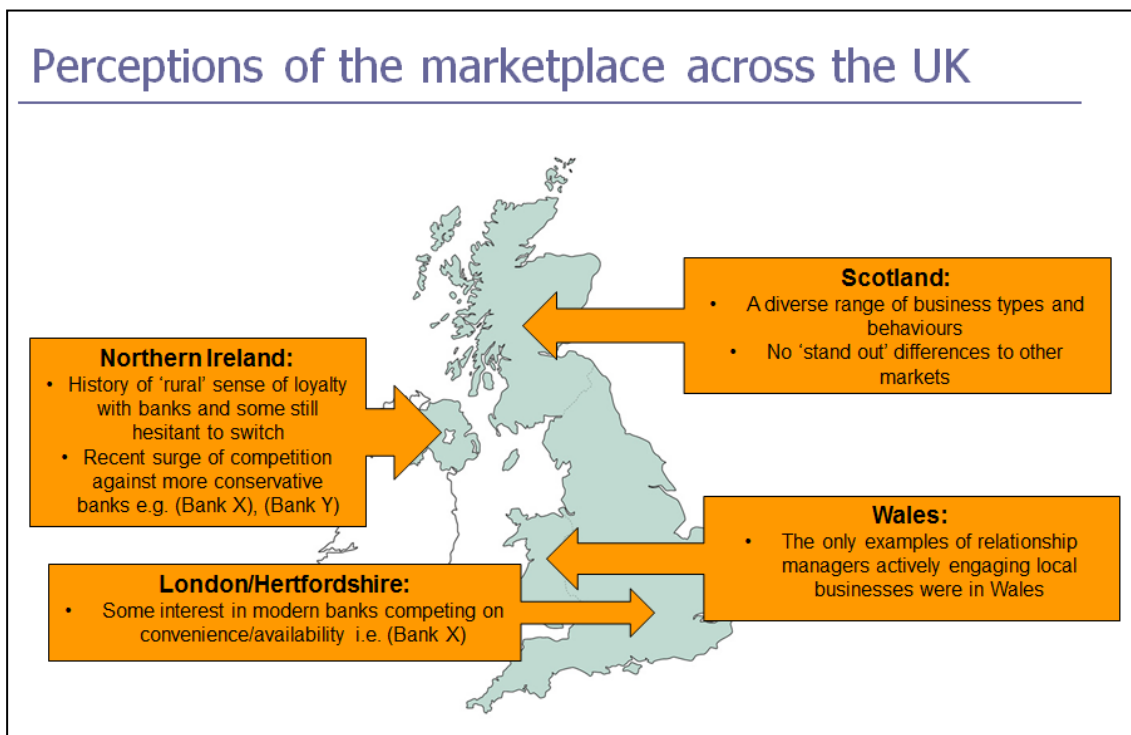 Perceptions of the marketplace across the UK
Scotland:
• A diverse range of business types and
behaviours
• No ‘stand out’ differences to other
markets
Northern Ireland:
• History of ‘rural’ sense of loyalty
with banks and some still
hesitant to switch
• Recent surge of competition
against more conservative
banks e.g. (Bank X), (Bank Y)
Wales:
• The only examples of relationship
managers actively engaging local
businesses were in Wales
London/Hertfordshire:
• Some interest in modern banks competing on
convenience/availability i.e. (Bank X)